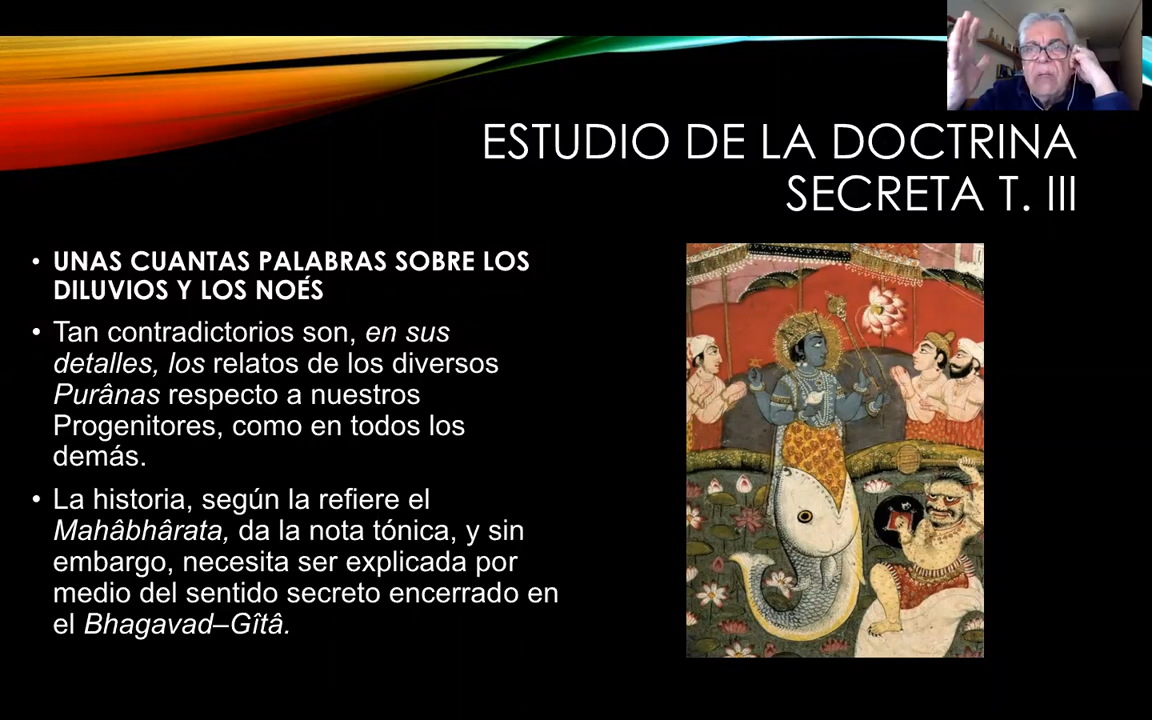 ESTUDIO DE LA DOCTRINA
SECRETA T. III
• UNAS CUANTAS PALABRAS SOBRE LOS
DILUVIOS Y LOS NOÉS
• Tan contradictorios son, en sus
detalles, los relatos de los diversos
Purânas respecto a nuestros
Progenitores, como en todos los
demás.
• La historia, según la refiere el
Mahâbhârata, da la nota tónica, y sin
embargo, necesita ser explicada por
medio del sentido secreto encerrado en
el Bhagavad–Gîtâ.